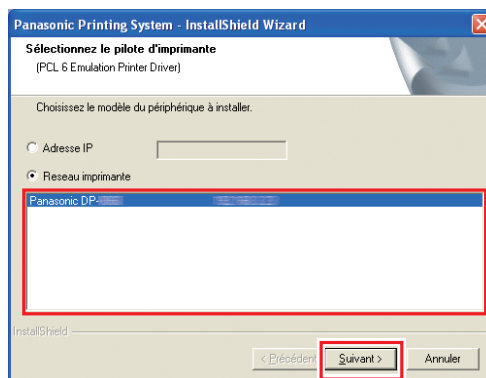 Panasonic Printing System - InstallShield Wizard
Sélectionnez le pilote d'imprimante
(PCL 6 Emulation Printer Driver)
Choisissez le modèle du périphérique à installer.
Adresse IP
Reseau imprimante
Panasonic DP-
InstallShield
< Précédent Suivant > Annuler